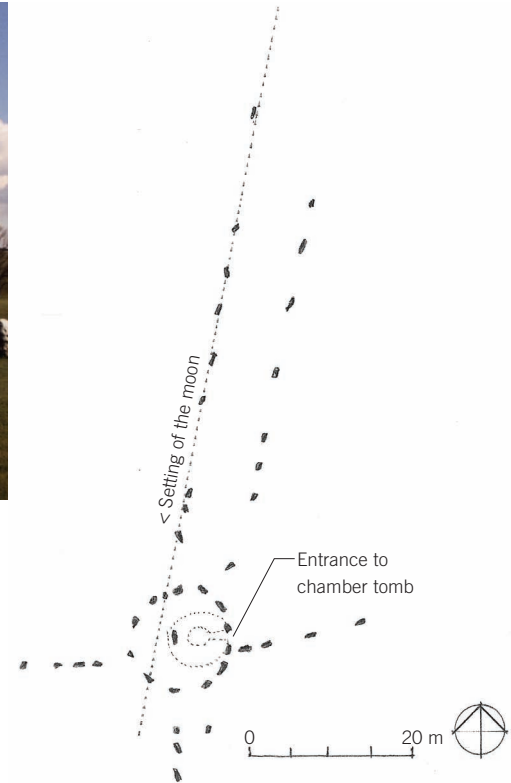 < Setting of the moon
Entrance to
chamber tomb
0
20 m